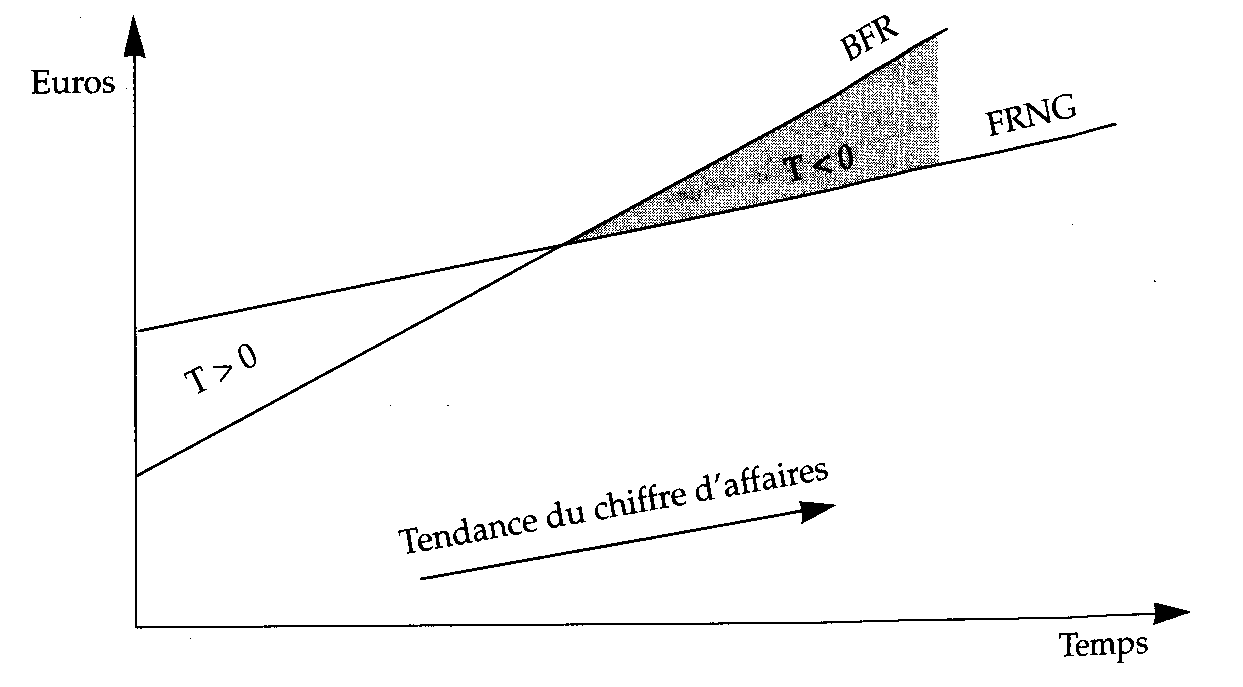 BFR
Euros
FRNG
T < 0
T > 0
Tendance du chiffre d'affaires
Temps